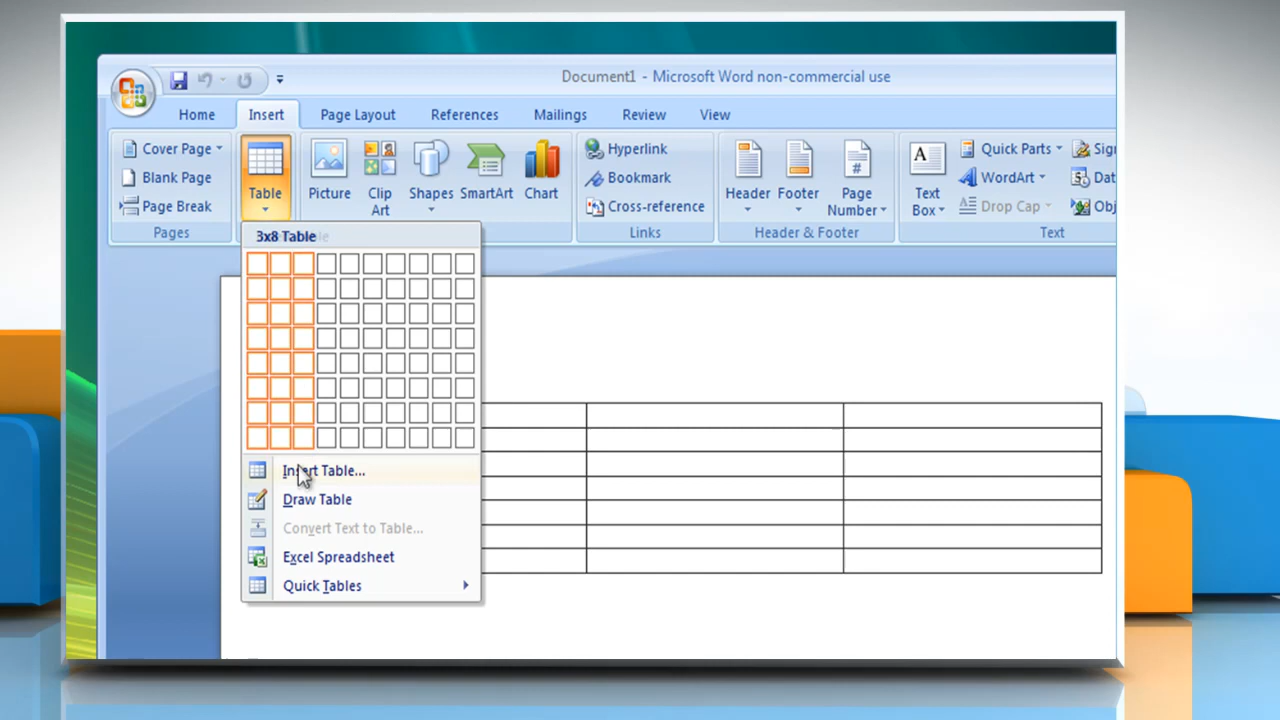 Document1 - Microsoft Word non-commercial use
Home Insert Page Layout References Mailings Review View
Cover Page
Blank Page
Page Break
Pages
Table
Picture
Clip
Art
Shapes
SmartArt
Chart
Hyperlink
Bookmark
Cross-reference
Links
Header
Footer
Page
Number
Header & Footer
Text
Box
Quick Parts
WordArt
Drop Cap
Sig
Dat
Obj
Text
3x8 Table
Insert Table...
Draw Table
Convert Text to Table...
Excel Spreadsheet
Quick Tables